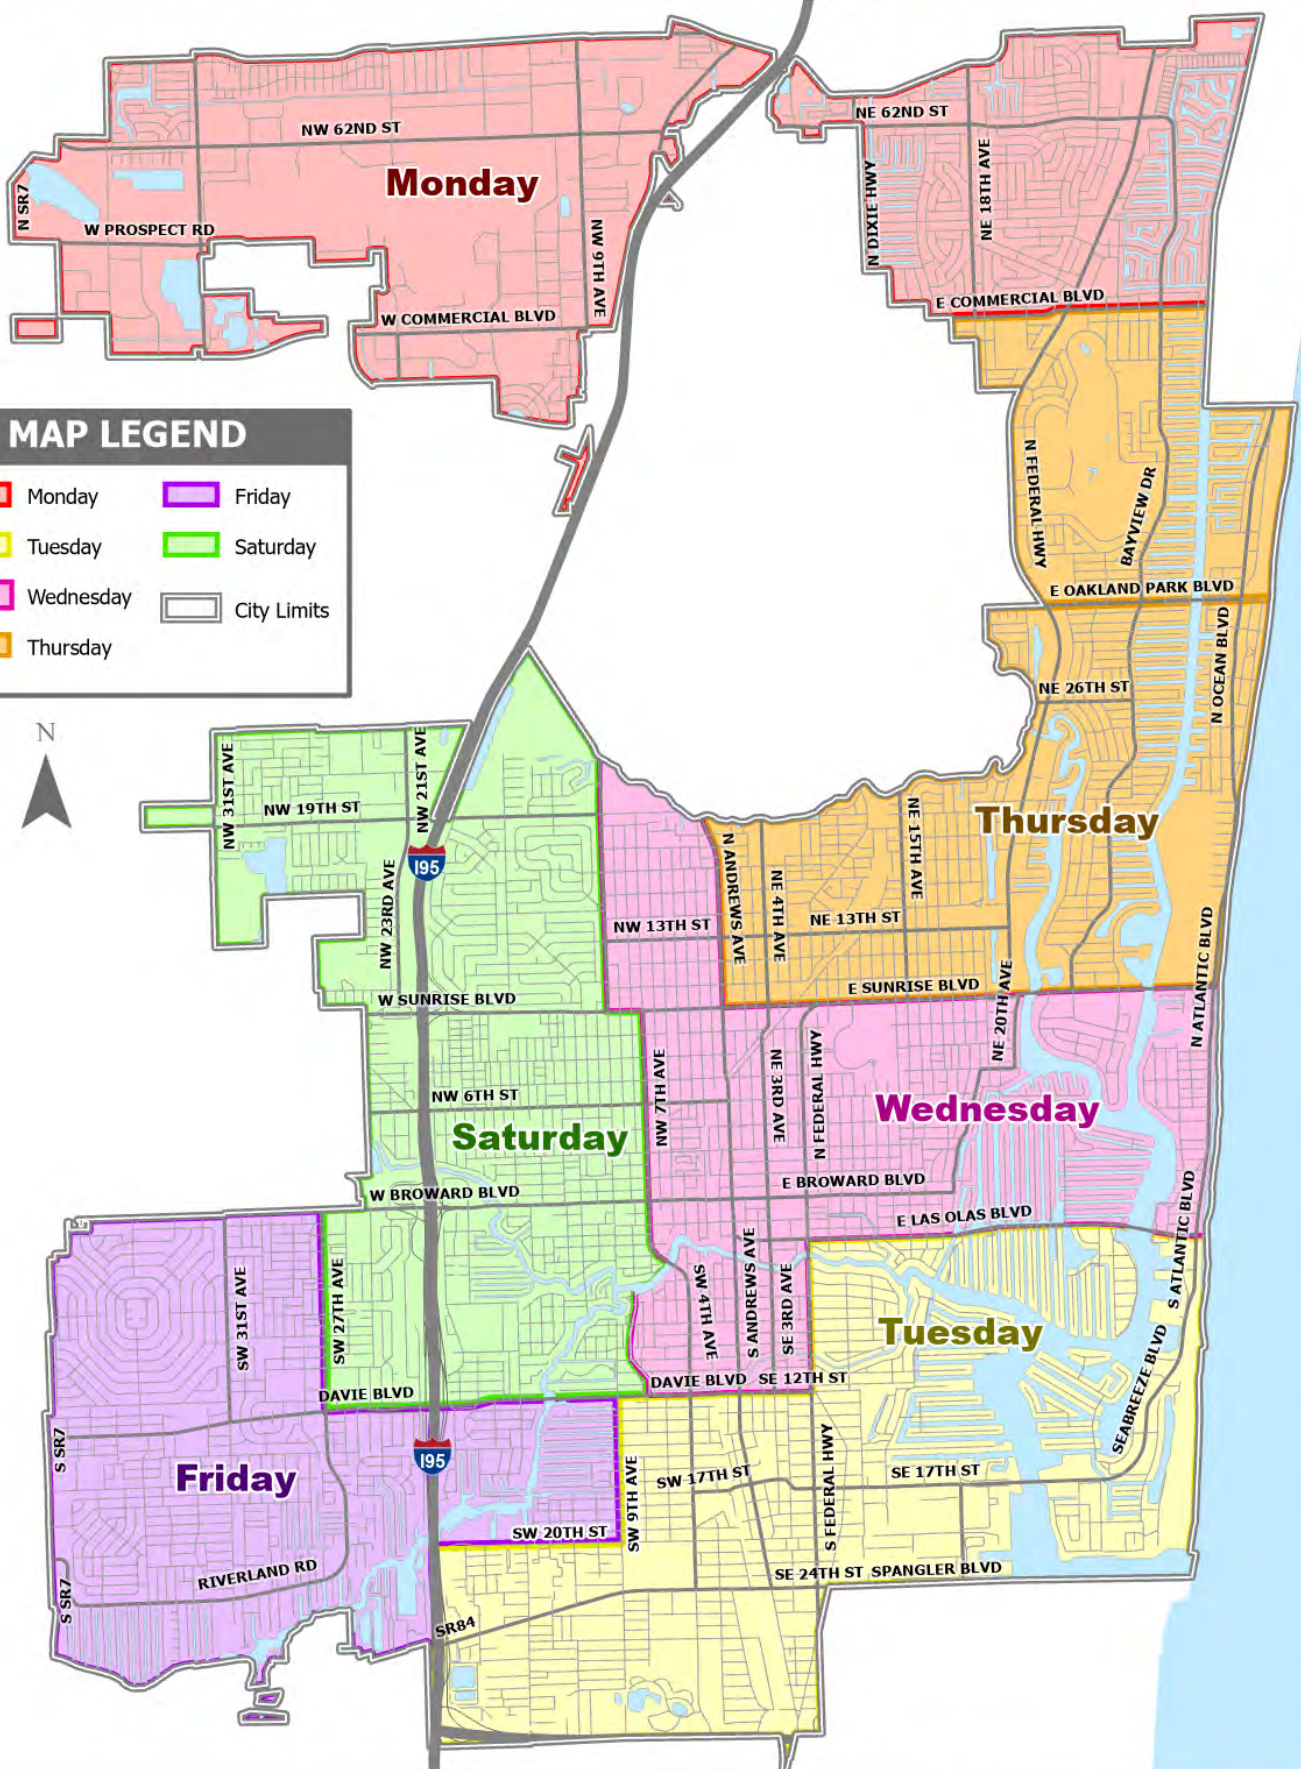 NW 62ND ST
NE 62ND ST
Monday
N DIXIE HWY
NE 18TH AVE
N SR7
W PROSPECT RD
NW 9TH AVE
E COMMERCIAL BLVD
W COMMERCIAL BLVD
MAP LEGEND
Monday
Friday
Tuesday
Saturday
Wednesday
City Limits
Thursday
N FEDERAL HWY
BAYVIEW DR
E OAKLAND PARK BLVD
N OCEAN BLVD
NE 26TH ST
N
NW 31ST AVE
NW 21ST AVE
NW 19TH ST
Thursday
NE 15TH AVE
N ANDREWS AVE
NE 4TH AVE
I95
NW 23RD AVE
NW 13TH ST
NE 13TH ST
N ATLANTIC BLVD
W SUNRISE BLVD
E SUNRISE BLVD
NE 20TH AVE
NW 7TH AVE
NE 3RD AVE
N FEDERAL HWY
NW 6TH ST
Wednesday
Saturday
W BROWARD BLVD
E BROWARD BLVD
E LAS OLAS BLVD
S ATLANTIC BLVD
SW 31ST AVE
SW 27TH AVE
SW 4TH AVE
S ANDREWS AVE
SE 3RD AVE
Tuesday
SEABREEZE BLVD
DAVIE BLVD
DAVIE BLVD
SE 12TH ST
S SR7
I95
Friday
SW 9TH AVE
SW 17TH ST
S FEDERAL HWY
SE 17TH ST
SW 20TH ST
RIVERLAND RD
SE 24TH ST
SPANGLER BLVD
S SR7
SR84